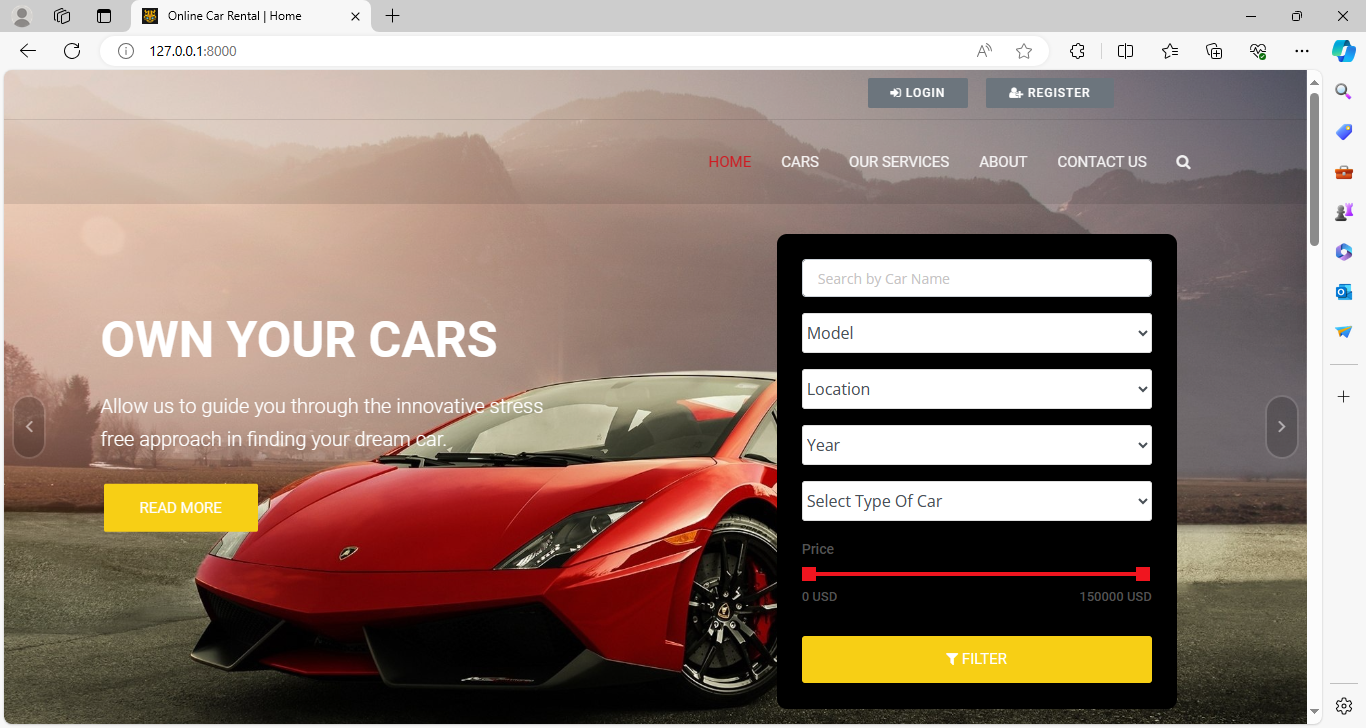 Online Car Rental | Home
127.0.0.1:8000
LOGIN
REGISTER
HOME
CARS
OUR SERVICES
ABOUT
CONTACT US
OWN YOUR CARS
Allow us to guide you through the innovative stress
free approach in finding your dream car.
READ MORE
Search by Car Name
Model
Location
Year
Select Type Of Car
Price
0 USD
150000 USD
FILTER